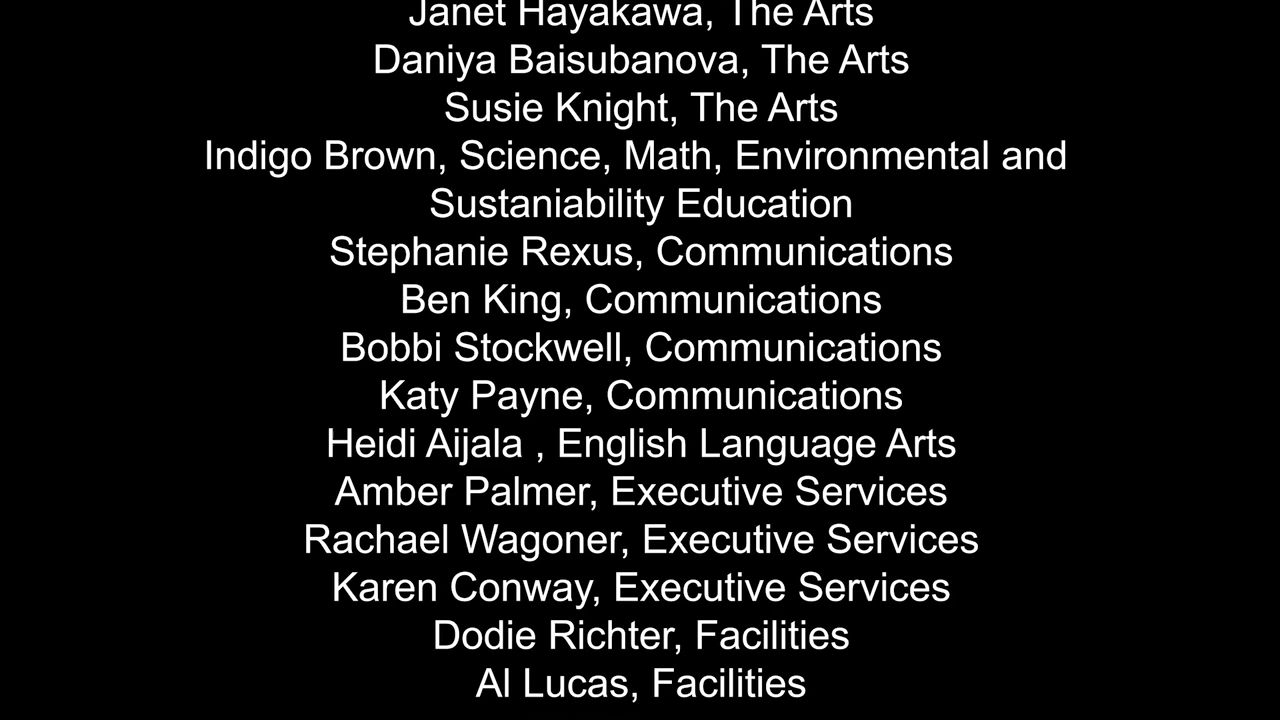 Janet Hayakawa, The Arts
Daniya Baisubanova, The Arts
Susie Knight, The Arts
Indigo Brown, Science, Math, Environmental and
Sustaniability Education
Stephanie Rexus, Communications
Ben King, Communications
Bobbi Stockwell, Communications
Katy Payne, Communications
Heidi Aijala , English Language Arts
Amber Palmer, Executive Services
Rachael Wagoner, Executive Services
Karen Conway, Executive Services
Dodie Richter, Facilities
Al Lucas, Facilities